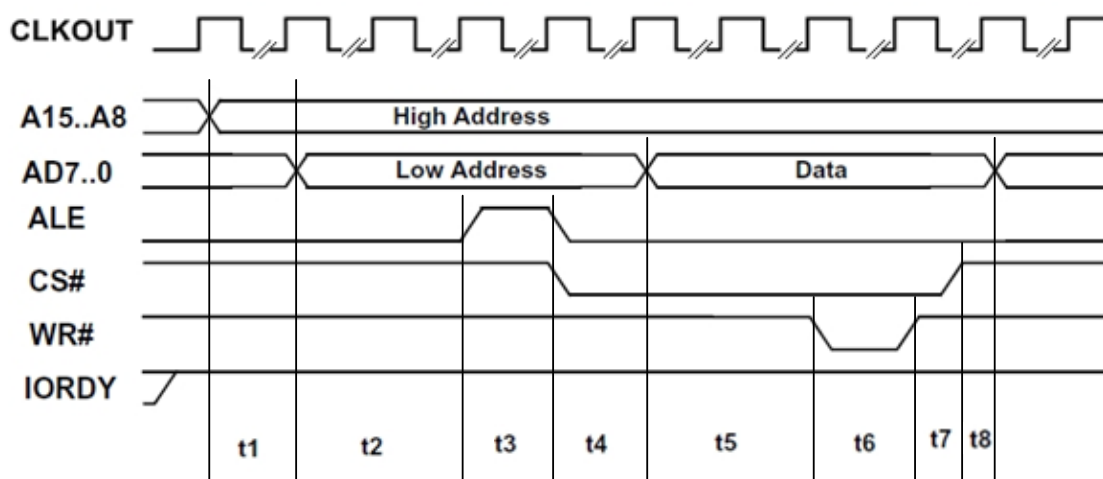 CLKOUT
A15..A8
High Address
AD7..0
Low Address
Data
ALE
CS#
WR#
IORDY
t1
t2
t3
t4
t5
t6
t7
t8